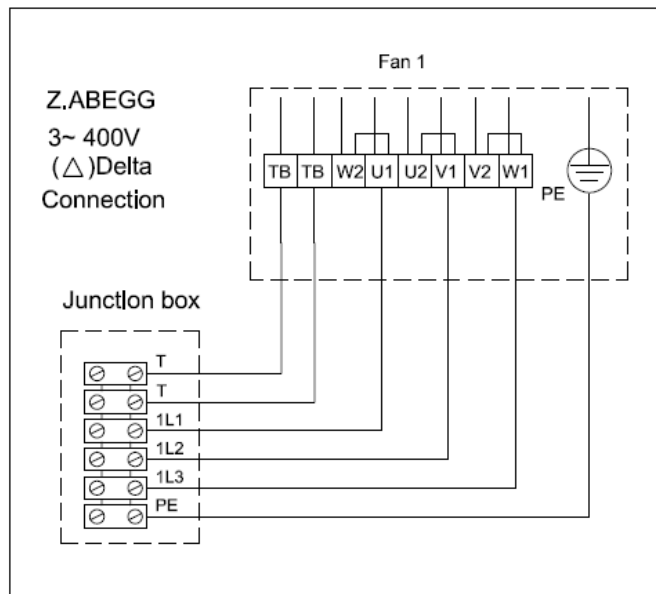 Fan 1
Z.ABEGG
3~ 400V
(△)Delta
Connection
TB TB W2 U1 U2 V1 V2 W1
PE
Junction box
T
T
1L1
1L2
1L3
PE